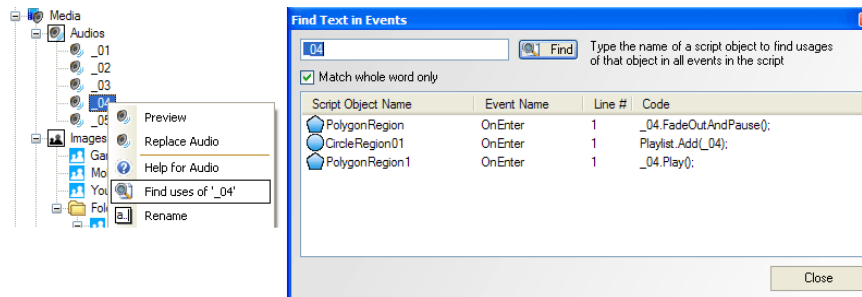 Media
Audios
_01
_02
_03
_04
_05
Images
Preview
Replace Audio
Help for Audio
Find uses of '_04'
Rename
Find Text in Events
_04
Find
Type the name of a script object to find usages
of that object in all events in the script
Match whole word only
Script Object Name Event Name Line # Code
PolygonRegion OnEnter 1 _04.FadeOutAndPause();
CircleRegion01 OnEnter 1 Playlist.Add(_04);
PolygonRegion1 OnEnter 1 _04.Play();
Close